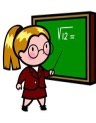 √12 =